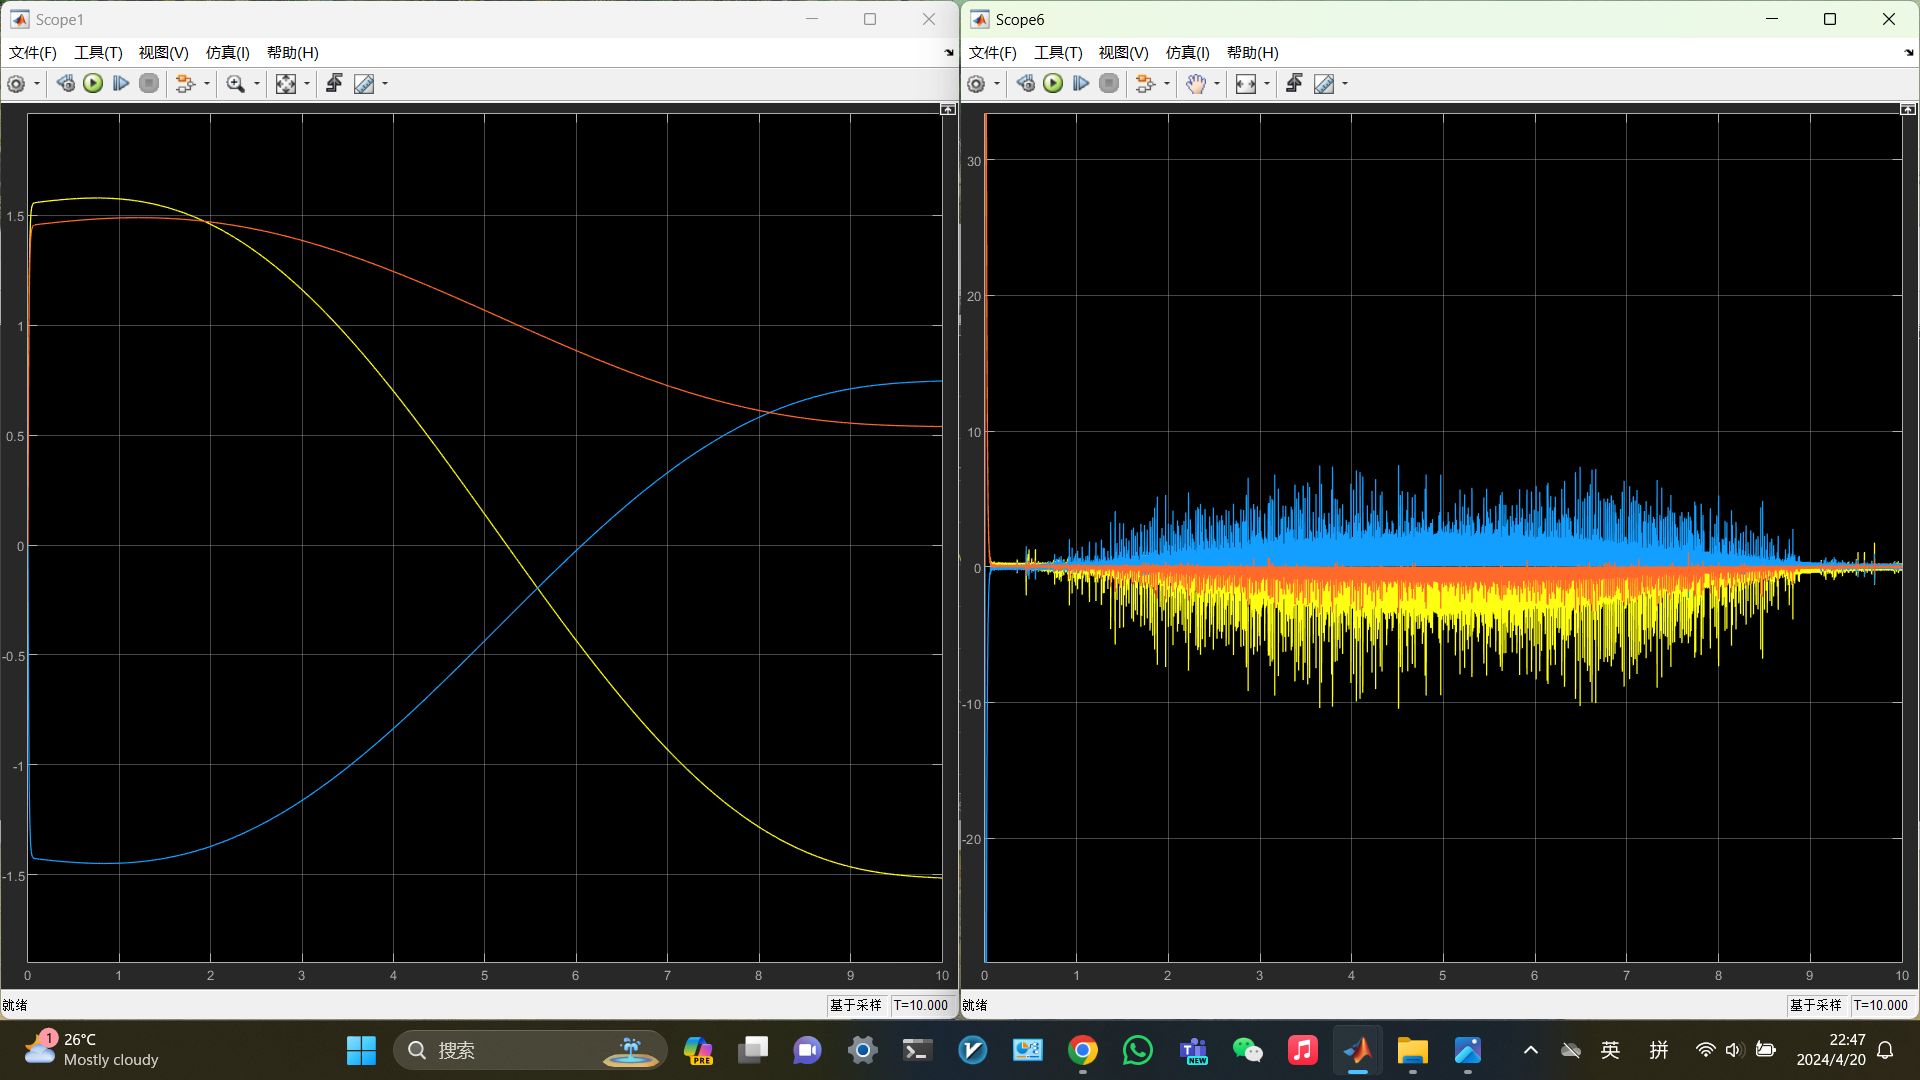 Scope1
文件(F) 工具(T) 视图(V) 仿真(I) 帮助(H)
1.5
1
0.5
0
-0.5
-1
-1.5
0 1 2 3 4 5 6 7 8 9 10
就绪 基于采样 T=10.000
Scope6
文件(F) 工具(T) 视图(V) 仿真(I) 帮助(H)
30
20
10
0
-10
-20
0 1 2 3 4 5 6 7 8 9 10
就绪 基于采样 T=10.000
1 26°C
Mostly cloudy
搜索
PRE
NEW
英 拼
22:47
2024/4/20